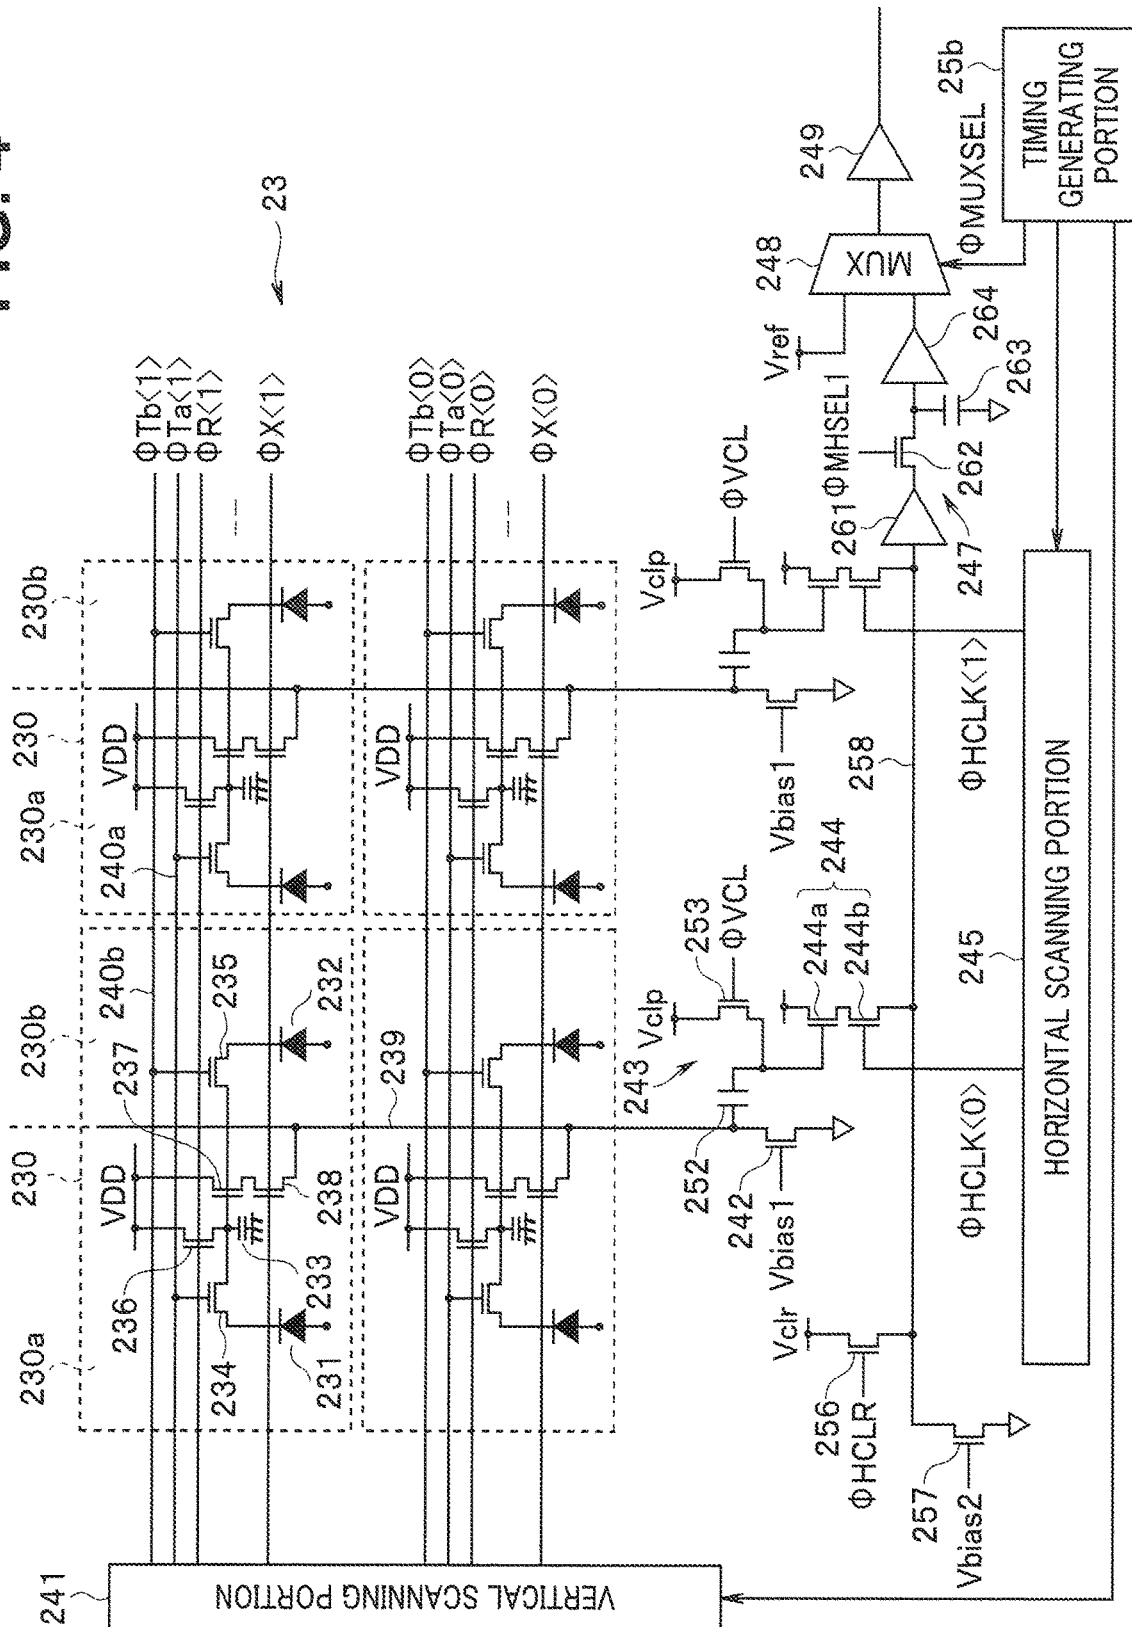 FIG. 4
23
230
230a
230b
230
230a
230b
240b
240a
VDD
VDD
237
235
236
234
231
233
238
232
239
ΦTb<1>
ΦTa<1>
ΦR<1>
ΦX<1>
VDD
VDD
ΦTb<0>
ΦTa<0>
ΦR<0>
ΦX<0>
241
VERTICAL SCANNING PORTION
Vclp
253
ΦVCL
243
252
242
Vbias1
244a
244b
244
Vclp
ΦVCL
Vbias1
Vclr
256
ΦHCLR
257
Vbias2
258
ΦHCLK<0>
ΦHCLK<1>
245
HORIZONTAL SCANNING PORTION
261
ΦMHSEL1
247
262
263
264
Vref
248
MUX
249
ΦMUXSEL
25b
TIMING
GENERATING
PORTION